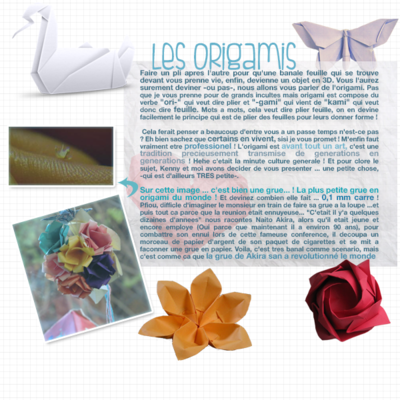 Les Origamis
Faire un pli apres l'autre pour qu'une banale feuille qui se trouve
devant vous prenne vie, enfin, devienne un objet en 3D. Vous l'aurez
surement deviner -ou pas-, nous allons vous parler de l'origami. Pas
que je vous prenne pour de grands incultes mais origami est compose du
verbe "ori-" qui veut dire plier et "-gami" qui vient de "kami" qui veut
donc dire feuille. Mots a mots, cela veut dire plier feuille, on en devine
facilement le principe qui est de plier des feuilles pour leurs donner forme !
Cela ferait penser a beaucoup d'entre vous a un passe temps n'est-ce pas
? Eh bien sachez que certains en vivent, sisi je vous promet ! M'enfin faut
vraiment etre professionel ! L'origami est avant tout un art, c'est une
tradition precieusement transmise de generations en
generations ! Hehe c'etait la minute culture generale ! Et pour clore le
sujet, Kenny et moi avons decider de vous presenter ... une petite chose,
-qui est d'ailleurs TRES petite-.
Sur cette image ... c'est bien une grue... ! La plus petite grue en
origami du monde ! Et devinez combien elle fait ... 0,1 mm carre !
Pfiou, difficile d'imaginer le monsieur en train de faire sa grue a la loupe ...et
puis tout ca parce que la reunion etait ennuyeuse... "C'etait il y'a quelques
dizaines d'annees" nous racontes Naito Akira, alors qu'il etait jeune et
encore employe (Oui parce que maintenant il a environ 90 ans), pour
combattre son ennui lors de cette fameuse conference, il decoupa un
morceau de papier d'argent de son paquet de cigarettes et se mit a
faconner une grue en papier. Voila, c'est tres banal comme scenario, mais
c'est comme ca que la grue de Akira san a revolutionné le monde